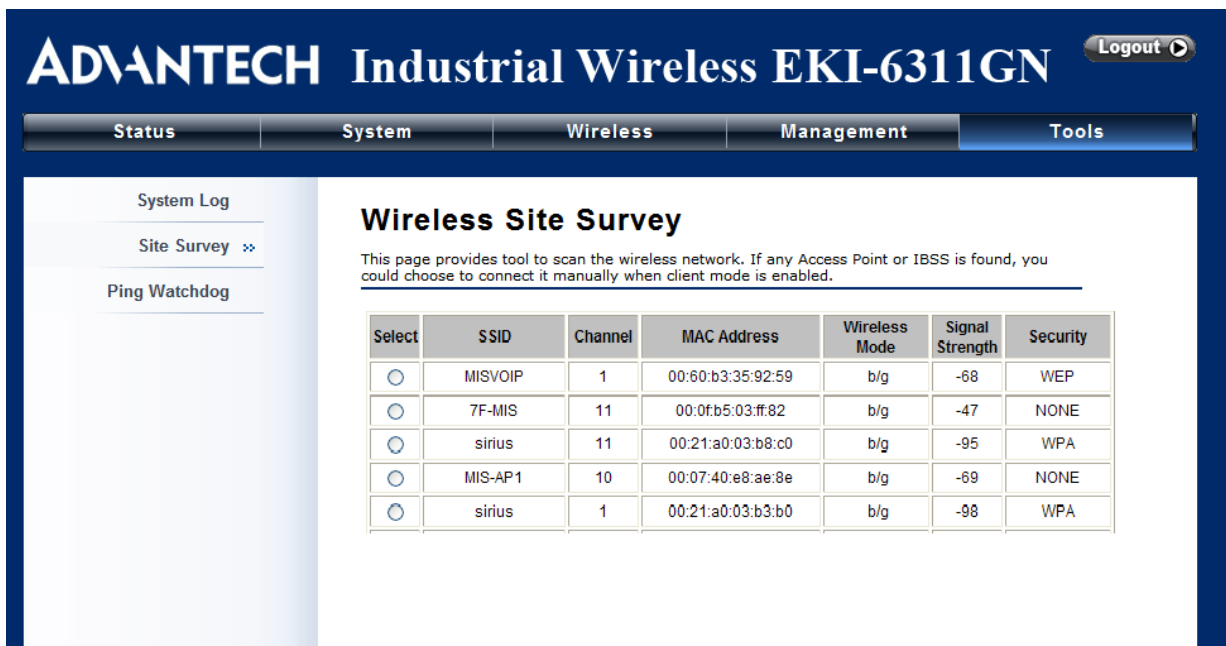 ADVANTECH Industrial Wireless EKI-6311GN
Logout
Status System Wireless Management Tools
System Log
Site Survey »
Ping Watchdog
Wireless Site Survey
This page provides tool to scan the wireless network. If any Access Point or IBSS is found, you
could choose to connect it manually when client mode is enabled.
Select SSID Channel MAC Address Wireless Mode Signal Strength Security
MISVOIP 1 00:60:b3:35:92:59 b/g -68 WEP
7F-MIS 11 00:0f:b5:03:ff:82 b/g -47 NONE
sirius 11 00:21:a0:03:b8:c0 b/g -95 WPA
MIS-AP1 10 00:07:40:e8:ae:8e b/g -69 NONE
sirius 1 00:21:a0:03:b3:b0 b/g -98 WPA